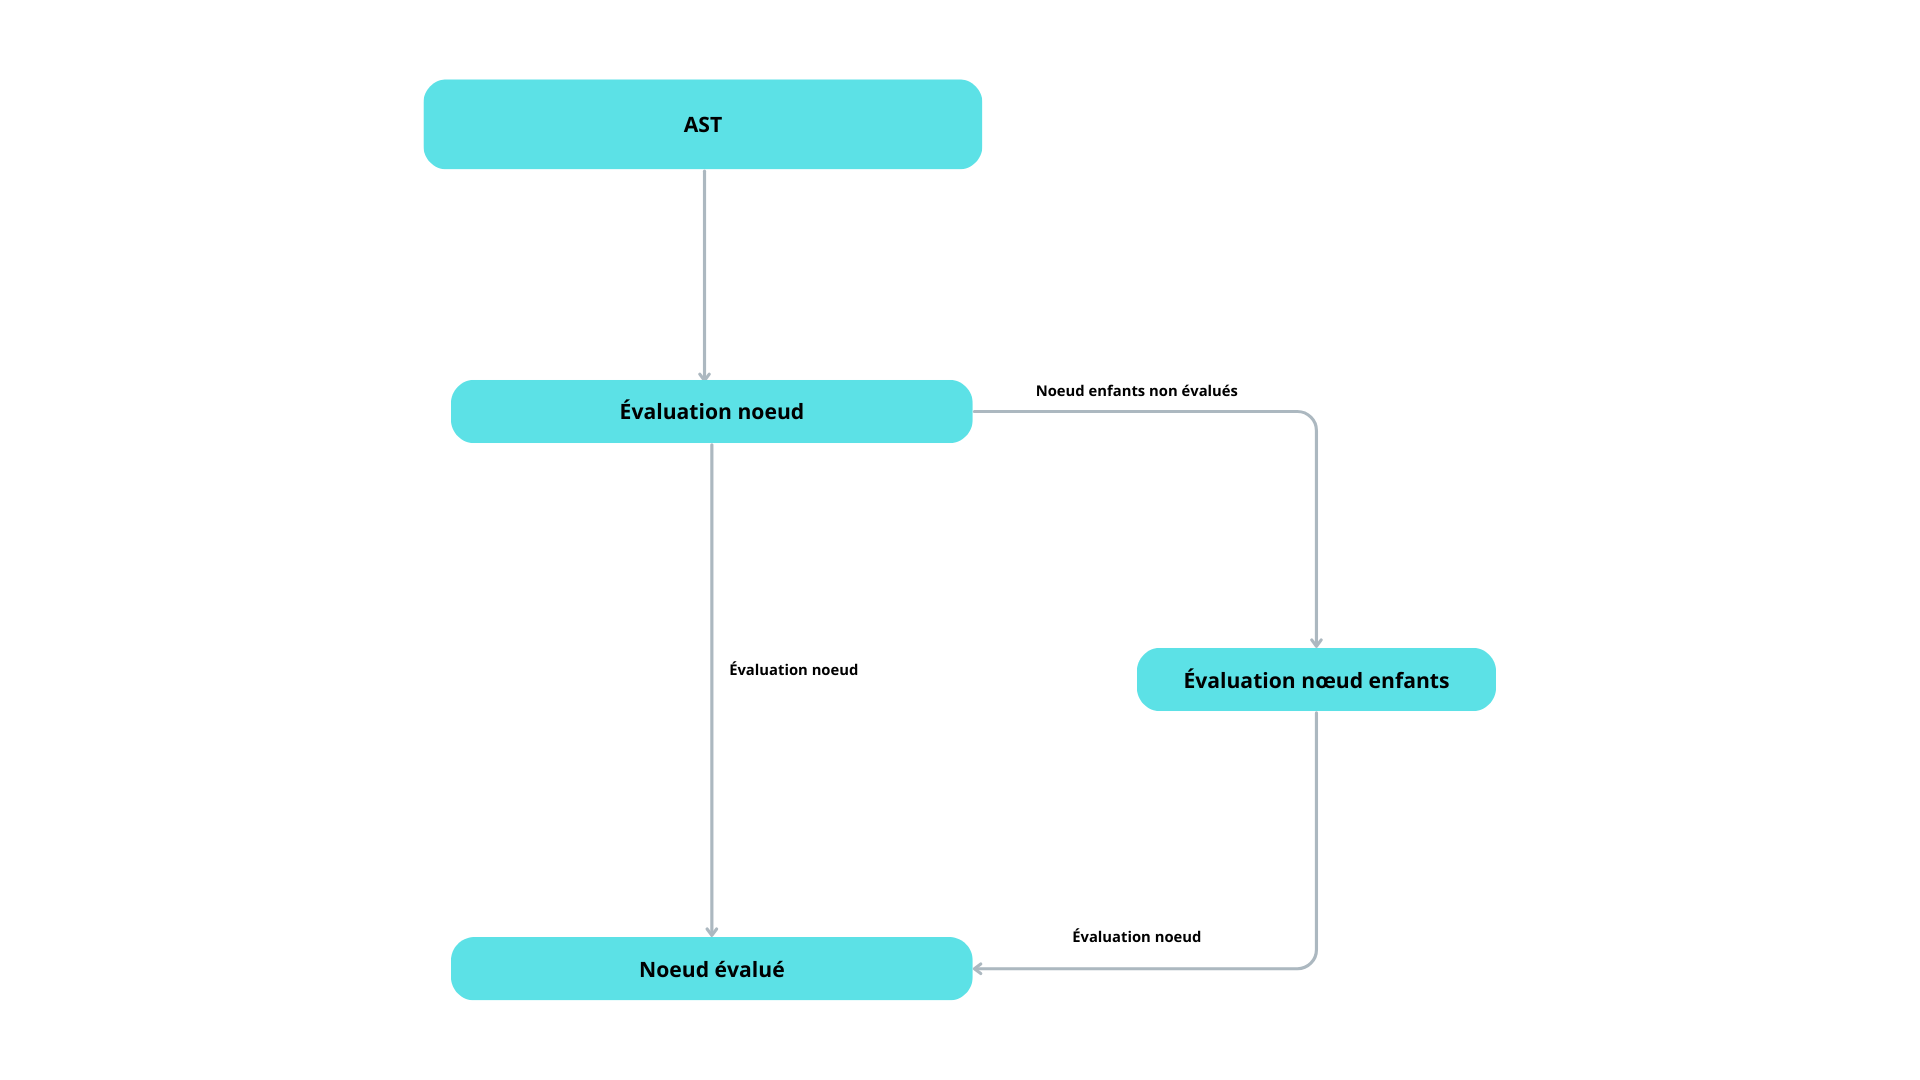 AST
Évaluation noeud
Noeud enfants non évalués
Évaluation noeud
Évaluation nœud enfants
Évaluation noeud
Noeud évalué